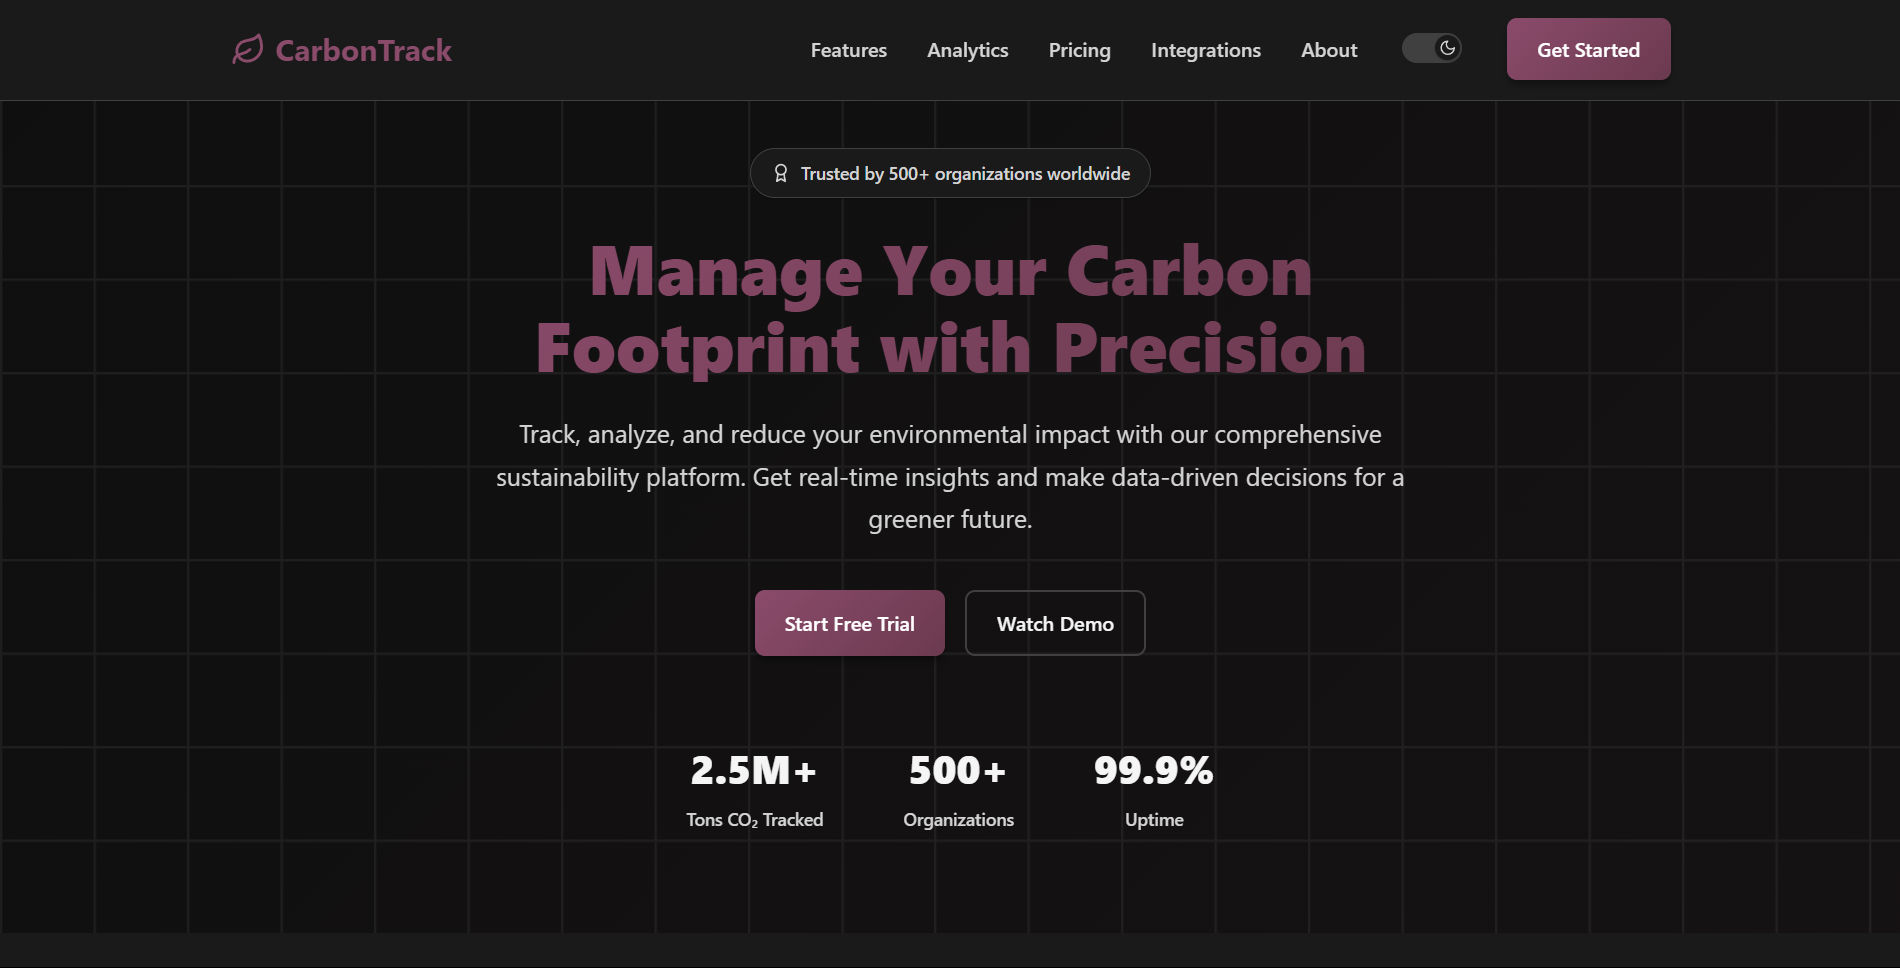 CarbonTrack
Features
Analytics
Pricing
Integrations
About
Get Started
Trusted by 500+ organizations worldwide
Manage Your Carbon
Footprint with Precision
Track, analyze, and reduce your environmental impact with our comprehensive
sustainability platform. Get real-time insights and make data-driven decisions for a
greener future.
Start Free Trial
Watch Demo
2.5M+
Tons CO₂ Tracked
500+
Organizations
99.9%
Uptime